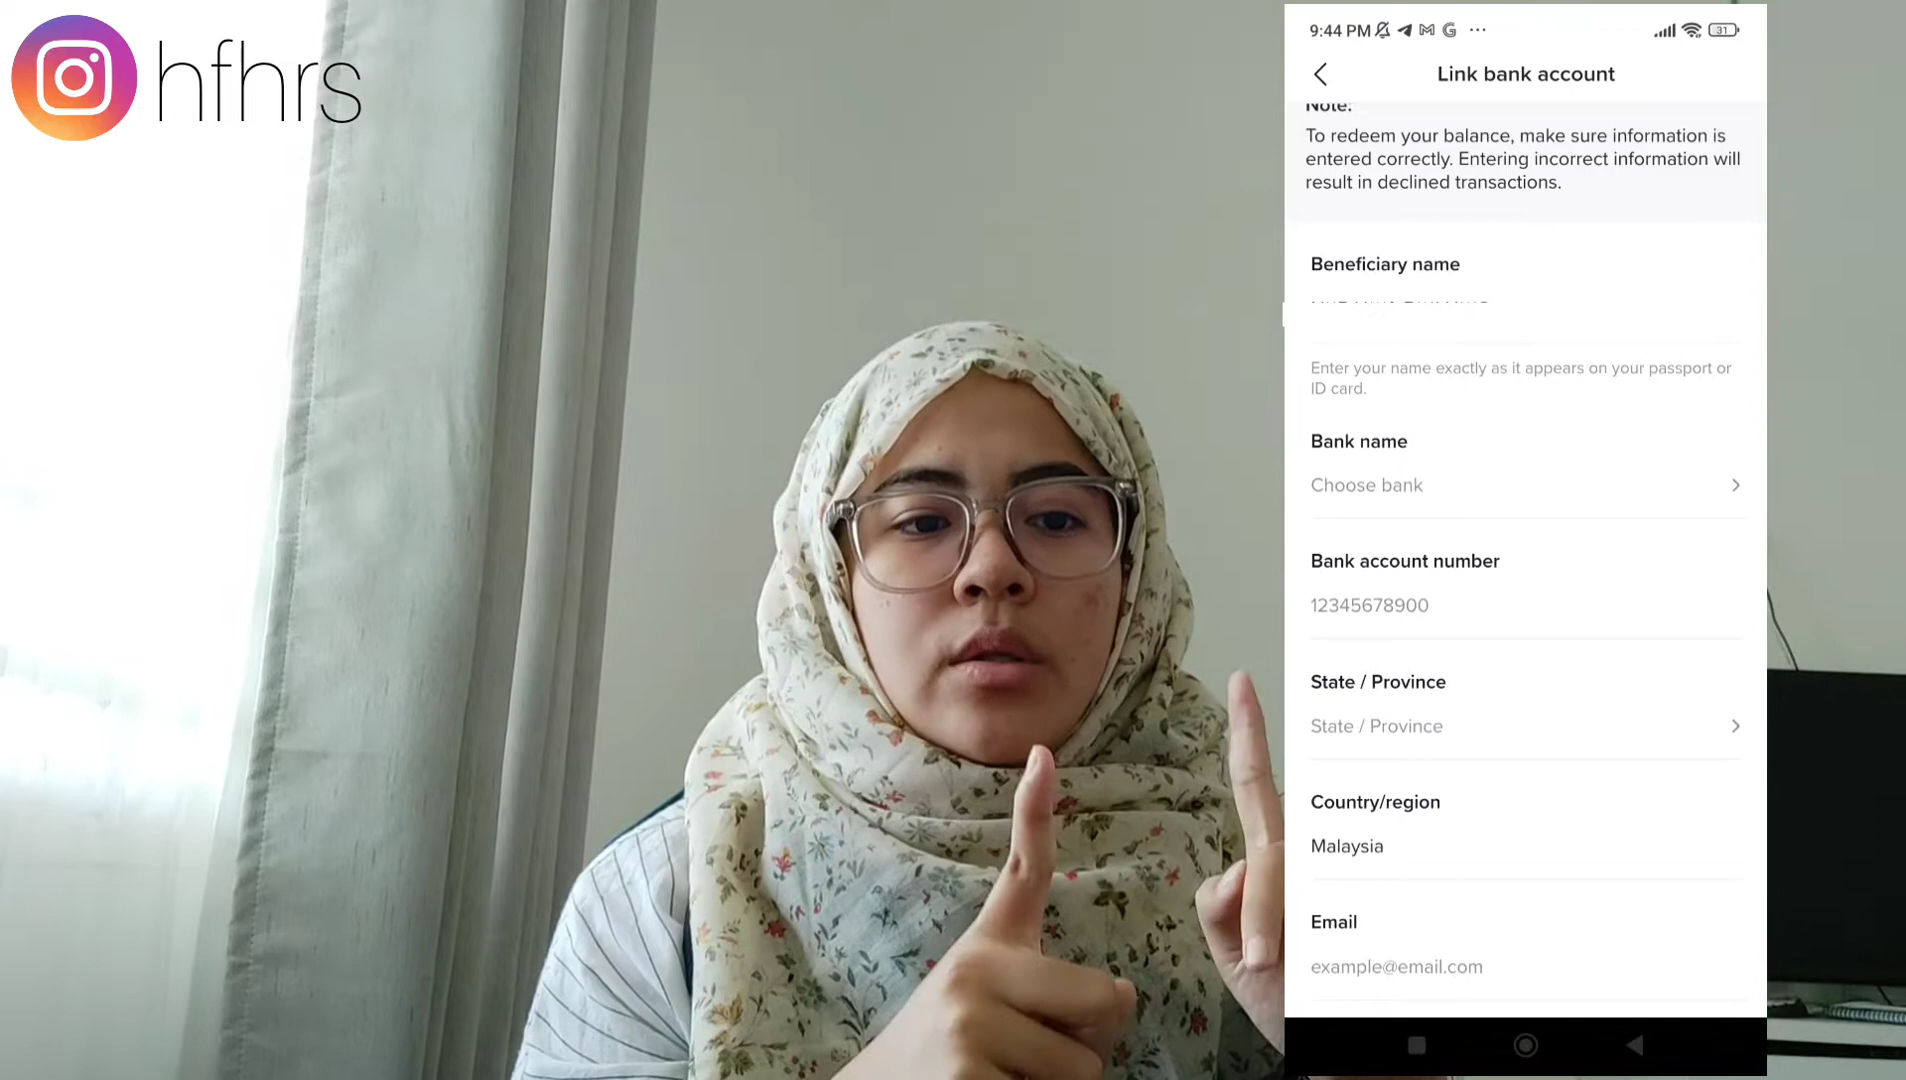 hfhrs
9:44 PM
31
Link bank account
Note:
To redeem your balance, make sure information is
entered correctly. Entering incorrect information will
result in declined transactions.
Beneficiary name
Enter your name exactly as it appears on your passport or
ID card.
Bank name
Choose bank
Bank account number
12345678900
State / Province
State / Province
Country/region
Malaysia
Email
example@email.com